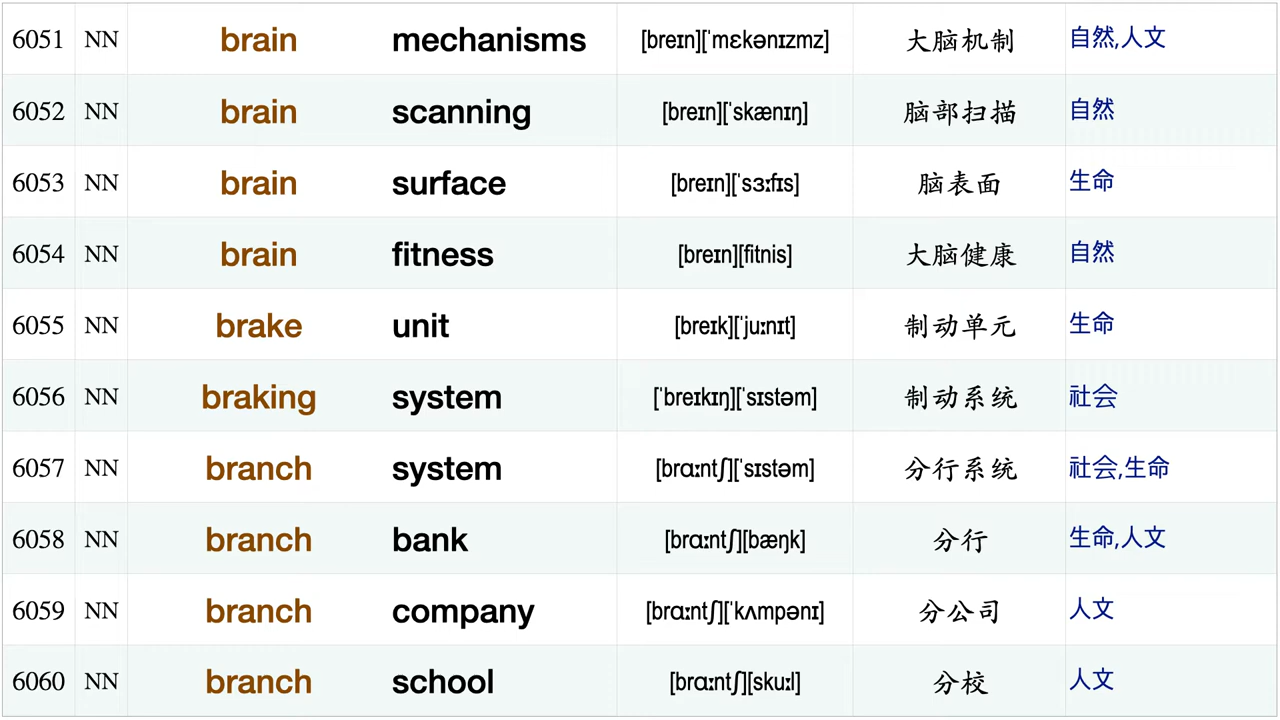 6051 NN brain mechanisms [breɪn][ˈmɛkənɪzmz] 大脑机制 自然,人文
6052 NN brain scanning [breɪn][ˈskænɪŋ] 脑部扫描 自然
6053 NN brain surface [breɪn][ˈsɜːfɪs] 脑表面 生命
6054 NN brain fitness [breɪn][fitnis] 大脑健康 自然
6055 NN brake unit [breɪk][ˈjuːnɪt] 制动单元 生命
6056 NN braking system [ˈbreɪkɪŋ][ˈsɪstəm] 制动系统 社会
6057 NN branch system [brɑːntʃ][ˈsɪstəm] 分行系统 社会,生命
6058 NN branch bank [brɑːntʃ][bæŋk] 分行 生命,人文
6059 NN branch company [brɑːntʃ][ˈkʌmpənɪ] 分公司 人文
6060 NN branch school [brɑːntʃ][skuːl] 分校 人文